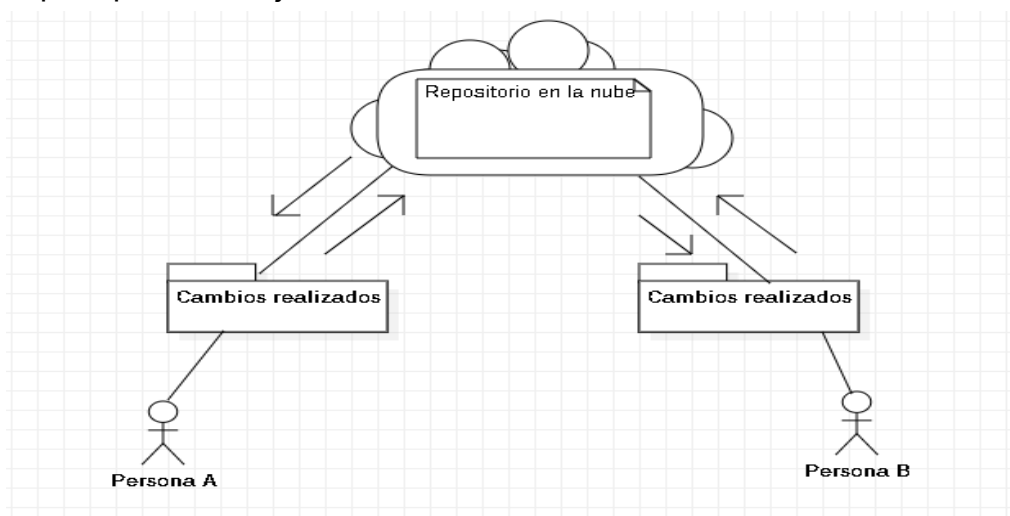 Repositorio en la nube
Cambios realizados
Cambios realizados
Persona A
Persona B